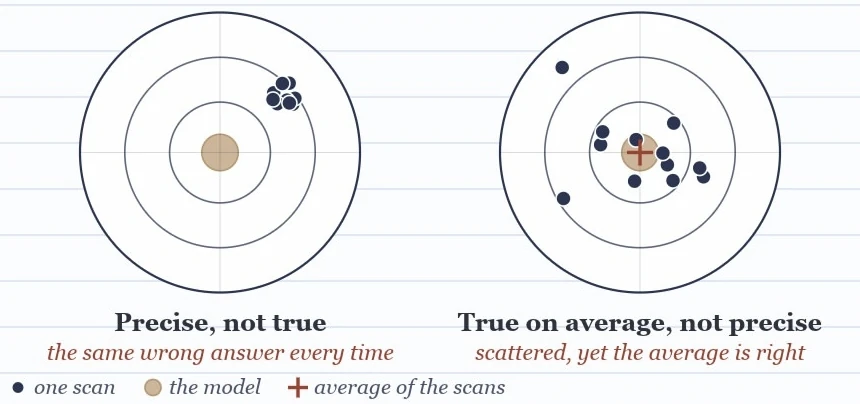 Precise, not true
the same wrong answer every time
True on average, not precise
scattered, yet the average is right
one scan
the model
average of the scans